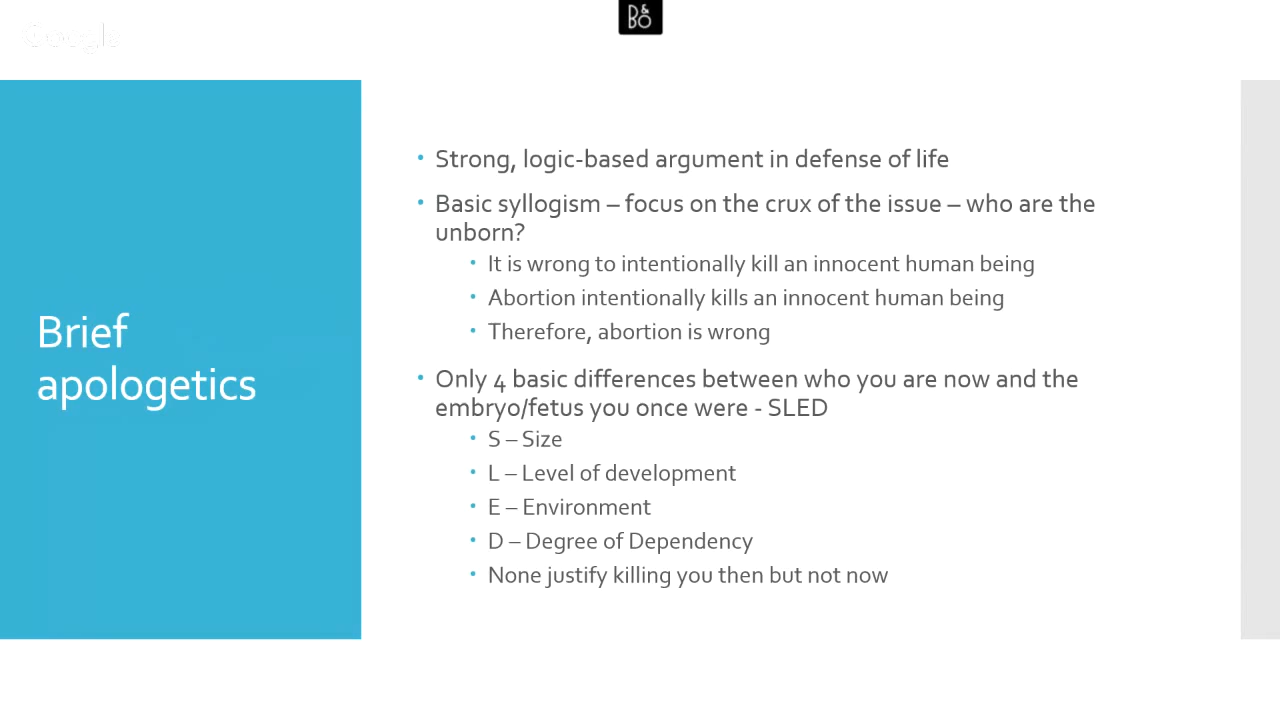 Google
B&O
Brief
apologetics
• Strong, logic-based argument in defense of life
• Basic syllogism – focus on the crux of the issue – who are the
unborn?
• It is wrong to intentionally kill an innocent human being
• Abortion intentionally kills an innocent human being
• Therefore, abortion is wrong
• Only 4 basic differences between who you are now and the
embryo/fetus you once were - SLED
• S – Size
• L – Level of development
• E – Environment
• D – Degree of Dependency
• None justify killing you then but not now